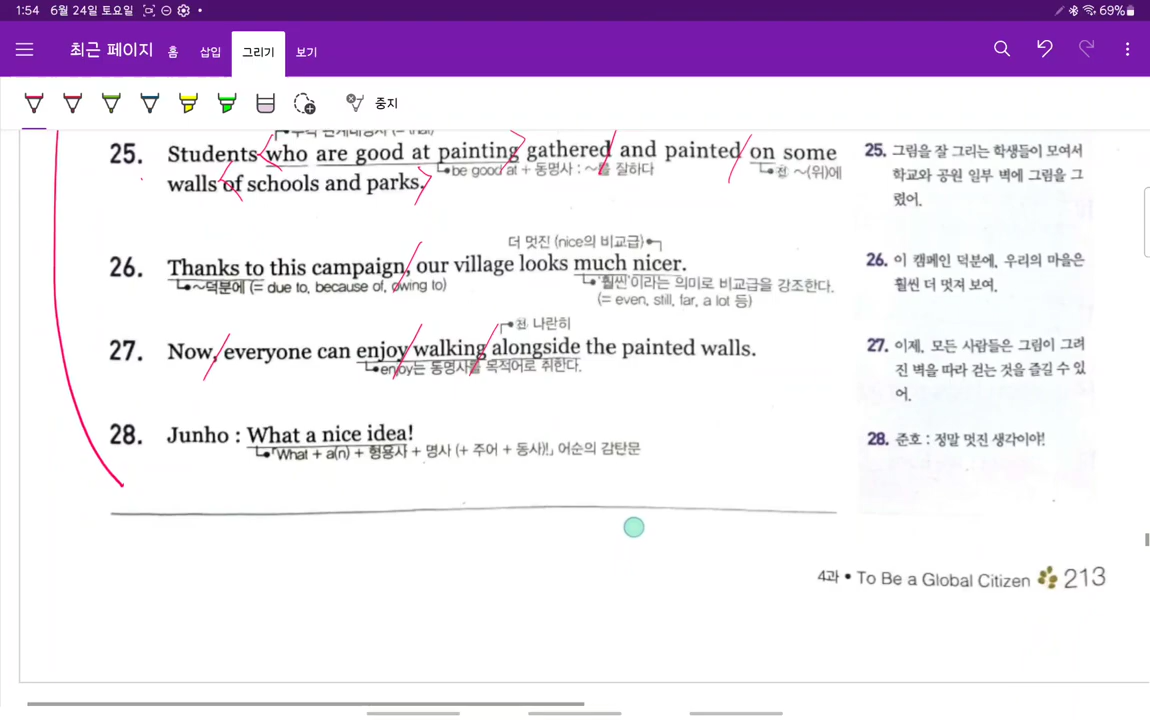 1:54 6월 24일 토요일 69%
최근 페이지 홈 삽입 그리기 보기
중지
25. Students who are good at painting gathered and painted on some
be good at + 동명사 : ~를 잘하다 전 ~(위)에
walls of schools and parks.
25. 그림을 잘 그리는 학생들이 모여서
학교와 공원 일부 벽에 그림을 그
렸어.
더 멋진 (nice의 비교급)
26. Thanks to this campaign, our village looks much nicer.
~덕분에 (= due to, because of, owing to) '훨씬'이라는 의미로 비교급을 강조한다.
(= even, still, far, a lot 등)
26. 이 캠페인 덕분에, 우리의 마을은
훨씬 더 멋져 보여.
전 나란히
27. Now, everyone can enjoy walking alongside the painted walls.
enjoy는 동명사를 목적어로 취한다.
27. 이제, 모든 사람들은 그림이 그려
진 벽을 따라 걷는 것을 즐길 수 있
어.
28. Junho : What a nice idea!
「What + a(n) + 형용사 + 명사 (+ 주어 + 동사)!」 어순의 감탄문
28. 준호 : 정말 멋진 생각이야!
4과 • To Be a Global Citizen 213